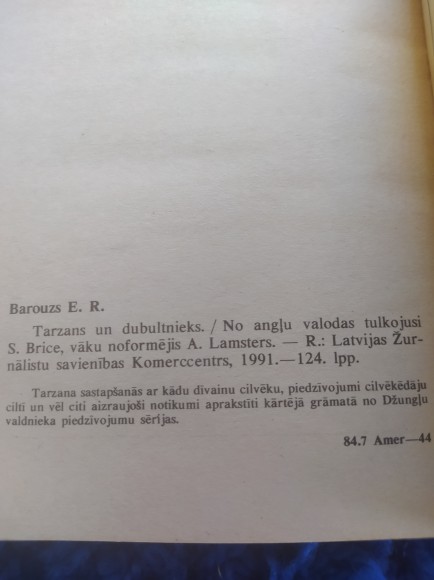 Barouzs E. R.
Tarzans un dubultnieks. / No angļu valodas tulkojusi
S. Brice, vāku noformējis A. Lamsters. — R.: Latvijas Žur-
nālistu savienības Komerccentrs, 1991.—124. lpp.
Tarzana sastapšanās ar kādu dīvainu cilvēku, piedzīvojumi cilvēkēdāju
ciltī un vēl citi aizraujoši notikumi aprakstīti kārtējā grāmatā no Džungļu
valdnieka piedzīvojumu sērijas.
84.7 Amer—44